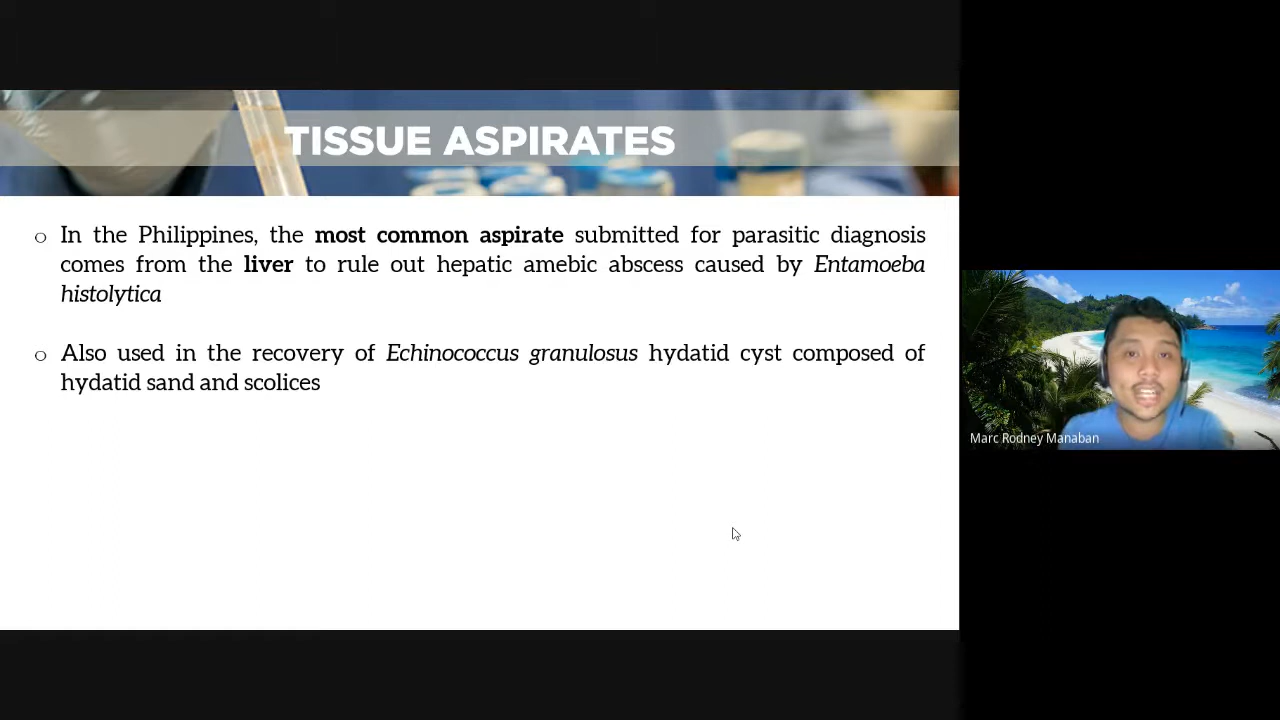 TISSUE ASPIRATES
○ In the Philippines, the most common aspirate submitted for parasitic diagnosis
comes from the liver to rule out hepatic amebic abscess caused by Entamoeba
histolytica
○ Also used in the recovery of Echinococcus granulosus hydatid cyst composed of
hydatid sand and scolices
Marc Rodney Manaban